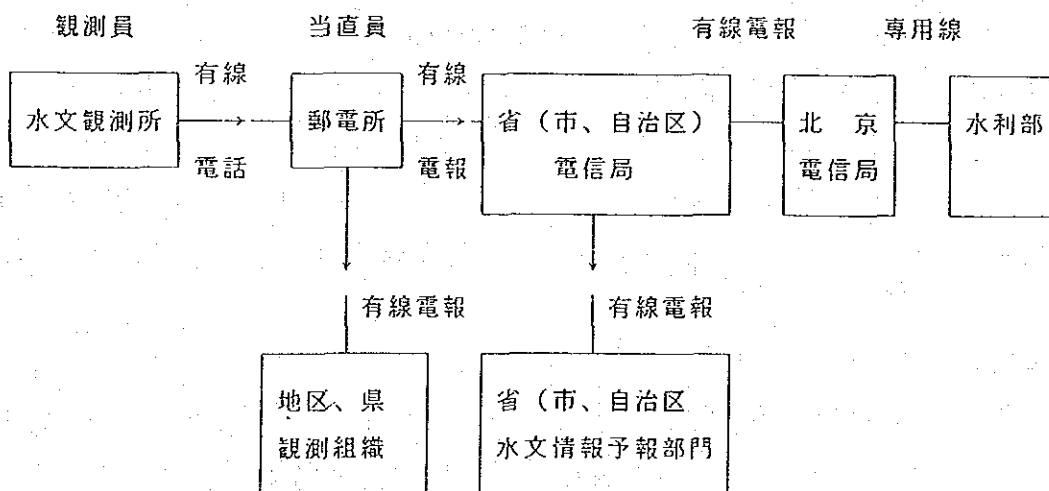 観測員 当直員 有線電報 専用線
有線 有線
水文観測所 郵電所 省（市、自治区） 北京 水利部
電話 電報 電信局 電信局
有線電報 有線電報
地区、県 省（市、自治区
観測組織 水文情報予報部門